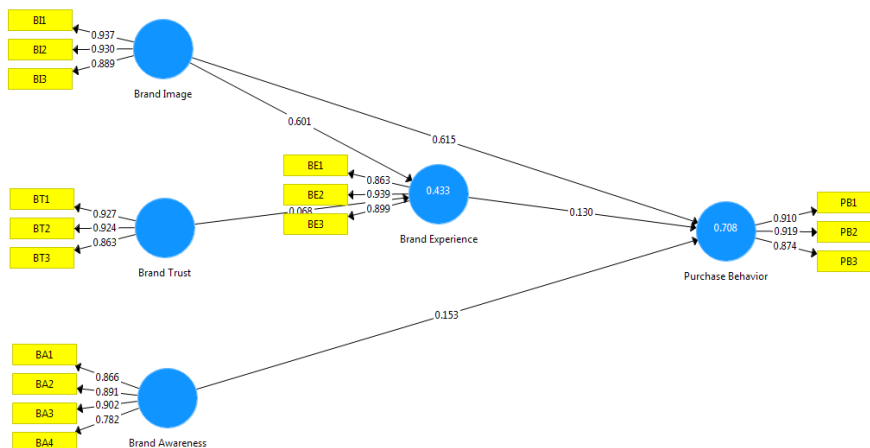 BI1
0.937
BI2
0.930
BI3
0.889
Brand Image
0.601
0.615
BE1
0.863
BE2
0.939
BE3
0.899
0.433
Brand Experience
0.068
0.130
BT1
0.927
BT2
0.924
BT3
0.863
Brand Trust
PB1
0.910
PB2
0.919
PB3
0.874
0.708
Purchase Behavior
0.153
BA1
0.866
BA2
0.891
BA3
0.902
BA4
0.782
Brand Awareness